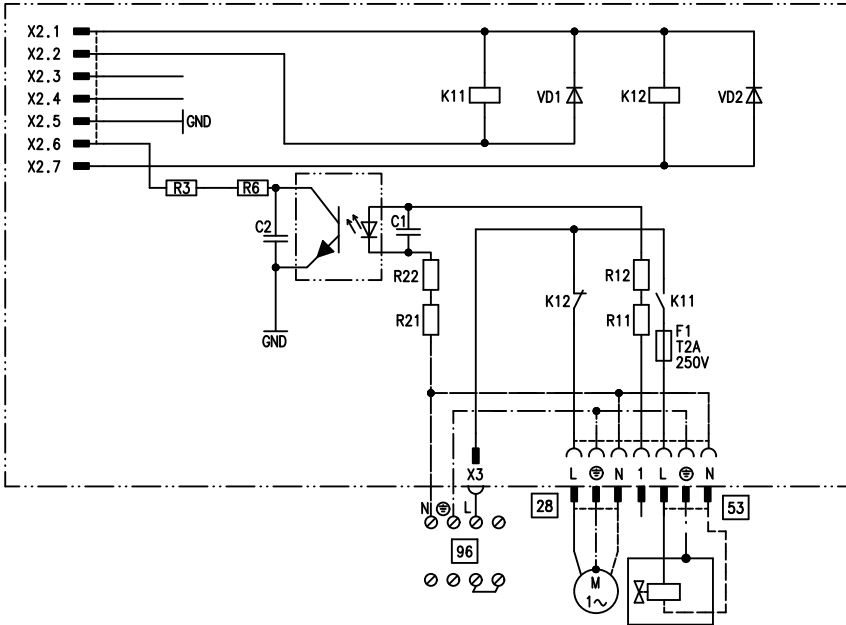 X2.1
X2.2
X2.3
X2.4
X2.5 GND
X2.6
X2.7
K11 VD1 K12 VD2
R3 R6
C2 C1
R22 R12
K12 K11
R21 R11
F1
T2A
250V
GND
X3 L N 1 L N
N L 28 53
96
M
1~